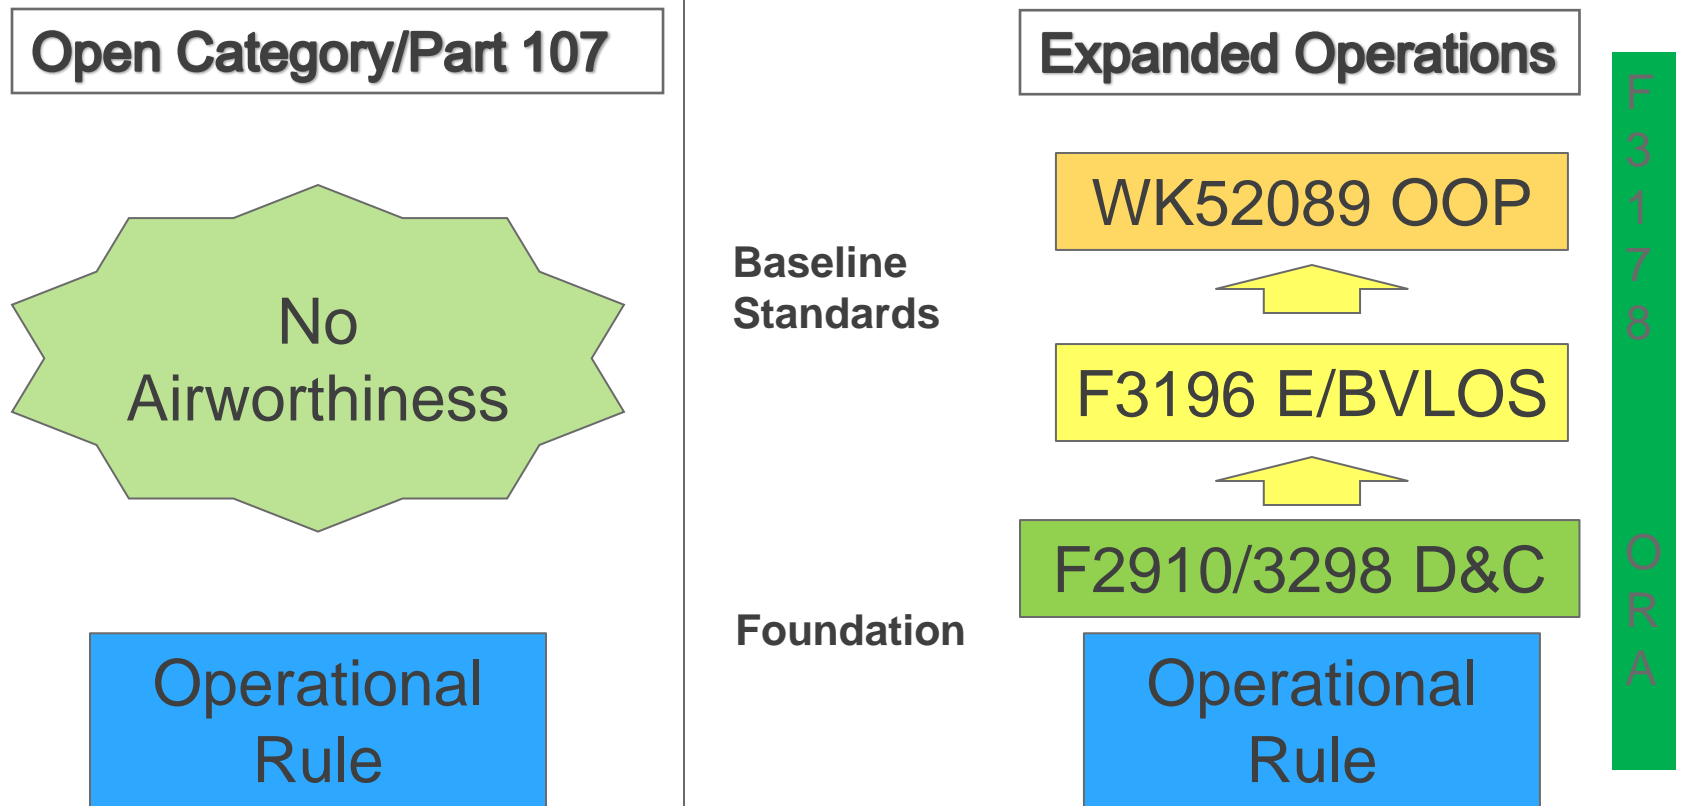 Open Category/Part 107
No
Airworthiness
Operational
Rule
Baseline
Standards
Foundation
Expanded Operations
WK52089 OOP
F3196 E/BVLOS
F2910/3298 D&C
Operational
Rule
F
3
1
7
8
O
R
A